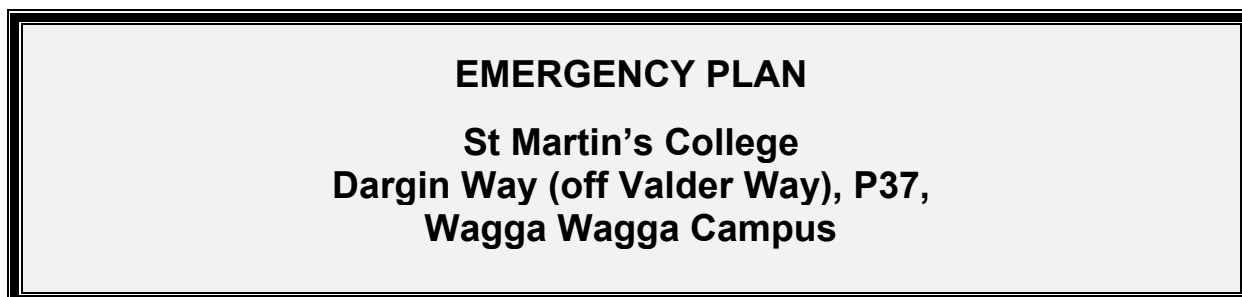 EMERGENCY PLAN
St Martin’s College
Dargin Way (off Valder Way), P37,
Wagga Wagga Campus